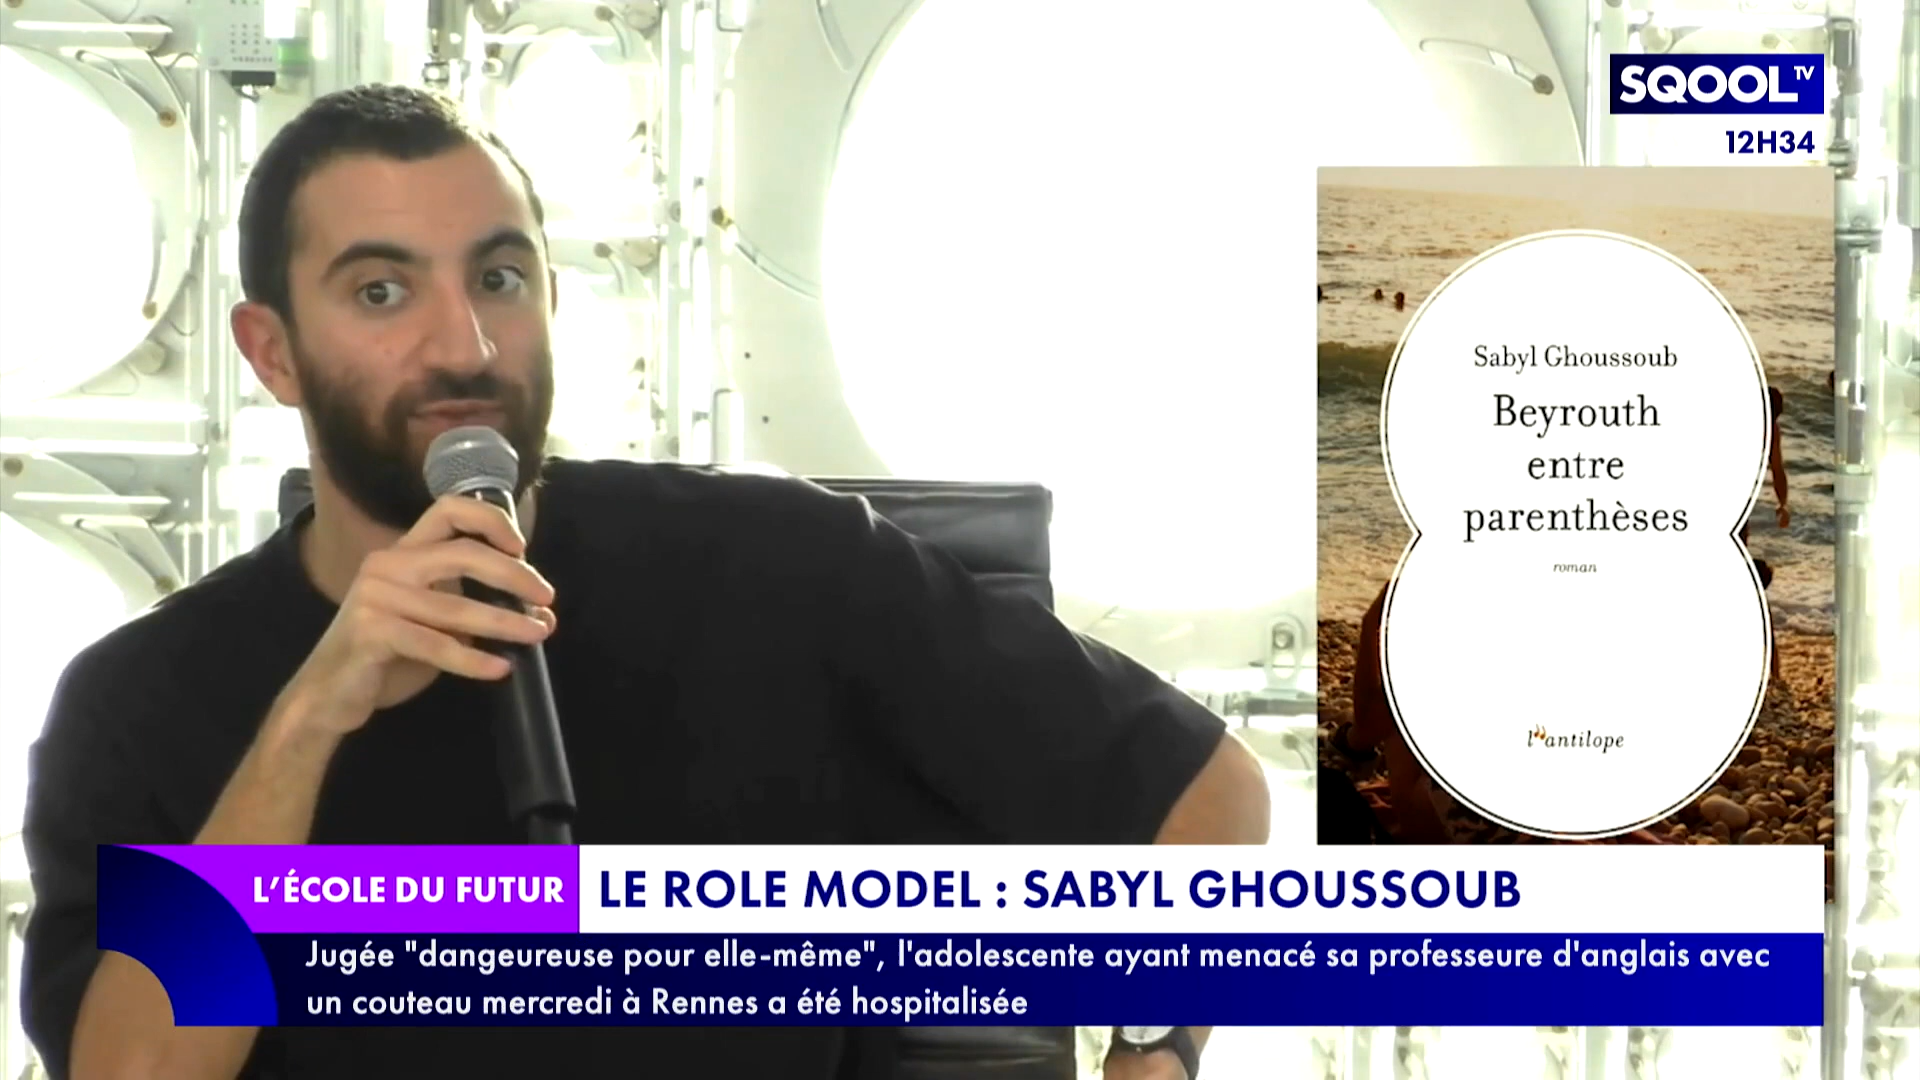 SQOOL TV
12H34
Sabyl Ghoussoub
Beyrouth
entre
parenthèses
roman
l'antilope
L'ÉCOLE DU FUTUR
LE ROLE MODEL : SABYL GHOUSSOUB
Jugée "dangeureuse pour elle-même", l'adolescente ayant menacé sa professeure d'anglais avec
un couteau mercredi à Rennes a été hospitalisée